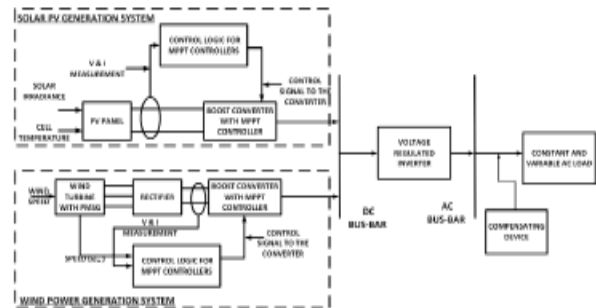 SOLAR PV GENERATION SYSTEM
CONTROL LOGIC FOR
MPPT CONTROLLERS
V & I
MEASUREMENT
SOLAR
IRRADIANCE
CONTROL
SIGNAL TO THE
CONVERTER
PV PANEL
BOOST CONVERTER
WITH MPPT
CONTROLLER
CELL
TEMPERATURE
VOLTAGE
REGULATED
INVERTER
CONSTANT AND
VARIABLE AC LOAD
WIND
SPEED
WIND
TURBINE
WITH PMSG
RECTIFIER
BOOST CONVERTER
WITH MPPT
CONTROLLER
DC
BUS-BAR
AC
BUS-BAR
COMPENSATING
DEVICE
V & I
MEASUREMENT
CONTROL
SIGNAL TO THE
CONVERTER
CONTROL LOGIC FOR
MPPT CONTROLLERS
WIND POWER GENERATION SYSTEM